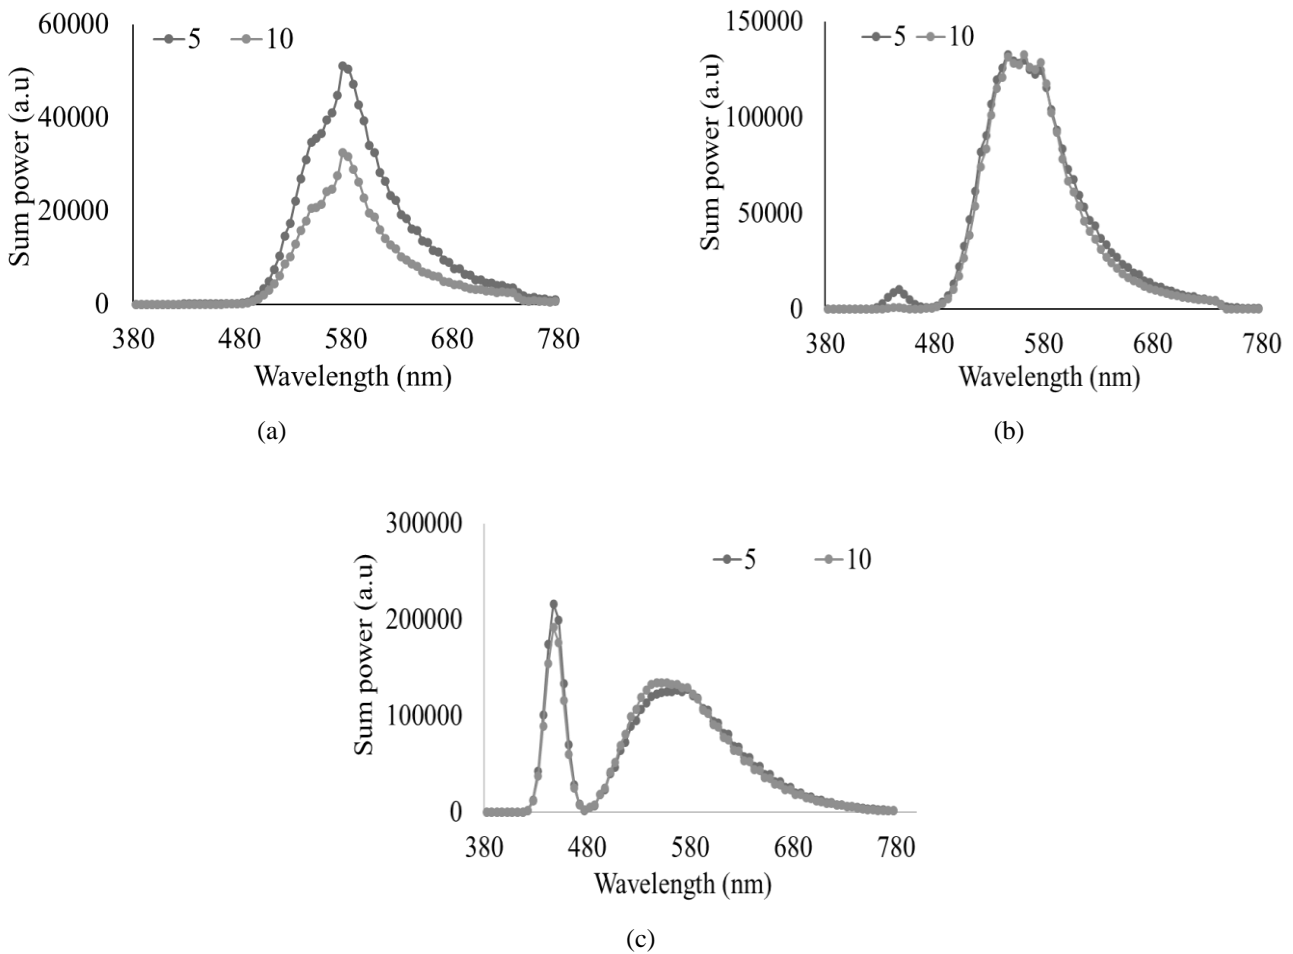 60000
40000
20000
0
Sum power (a.u)
5 10
380 480 580 680 780
Wavelength (nm)
(a)
150000
100000
50000
0
Sum power (a.u)
5 10
380 480 580 680 780
Wavelength (nm)
(b)
300000
200000
100000
0
Sum power (a.u)
5 10
380 480 580 680 780
Wavelength (nm)
(c)